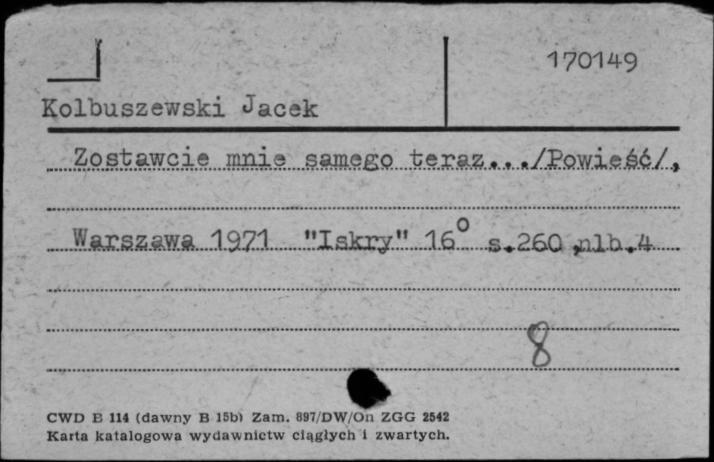 170149
Kolbuszewski Jacek
Zostawcie mnie samego teraz.../Powieść/,
Warszawa 1971 "Iskry" 16° s.260 ,nlb.4
8
CWD E 114 (dawny B 15b) Zam. 897/DW/On ZGG 2542
Karta katalogowa wydawnictw ciągłych i zwartych.